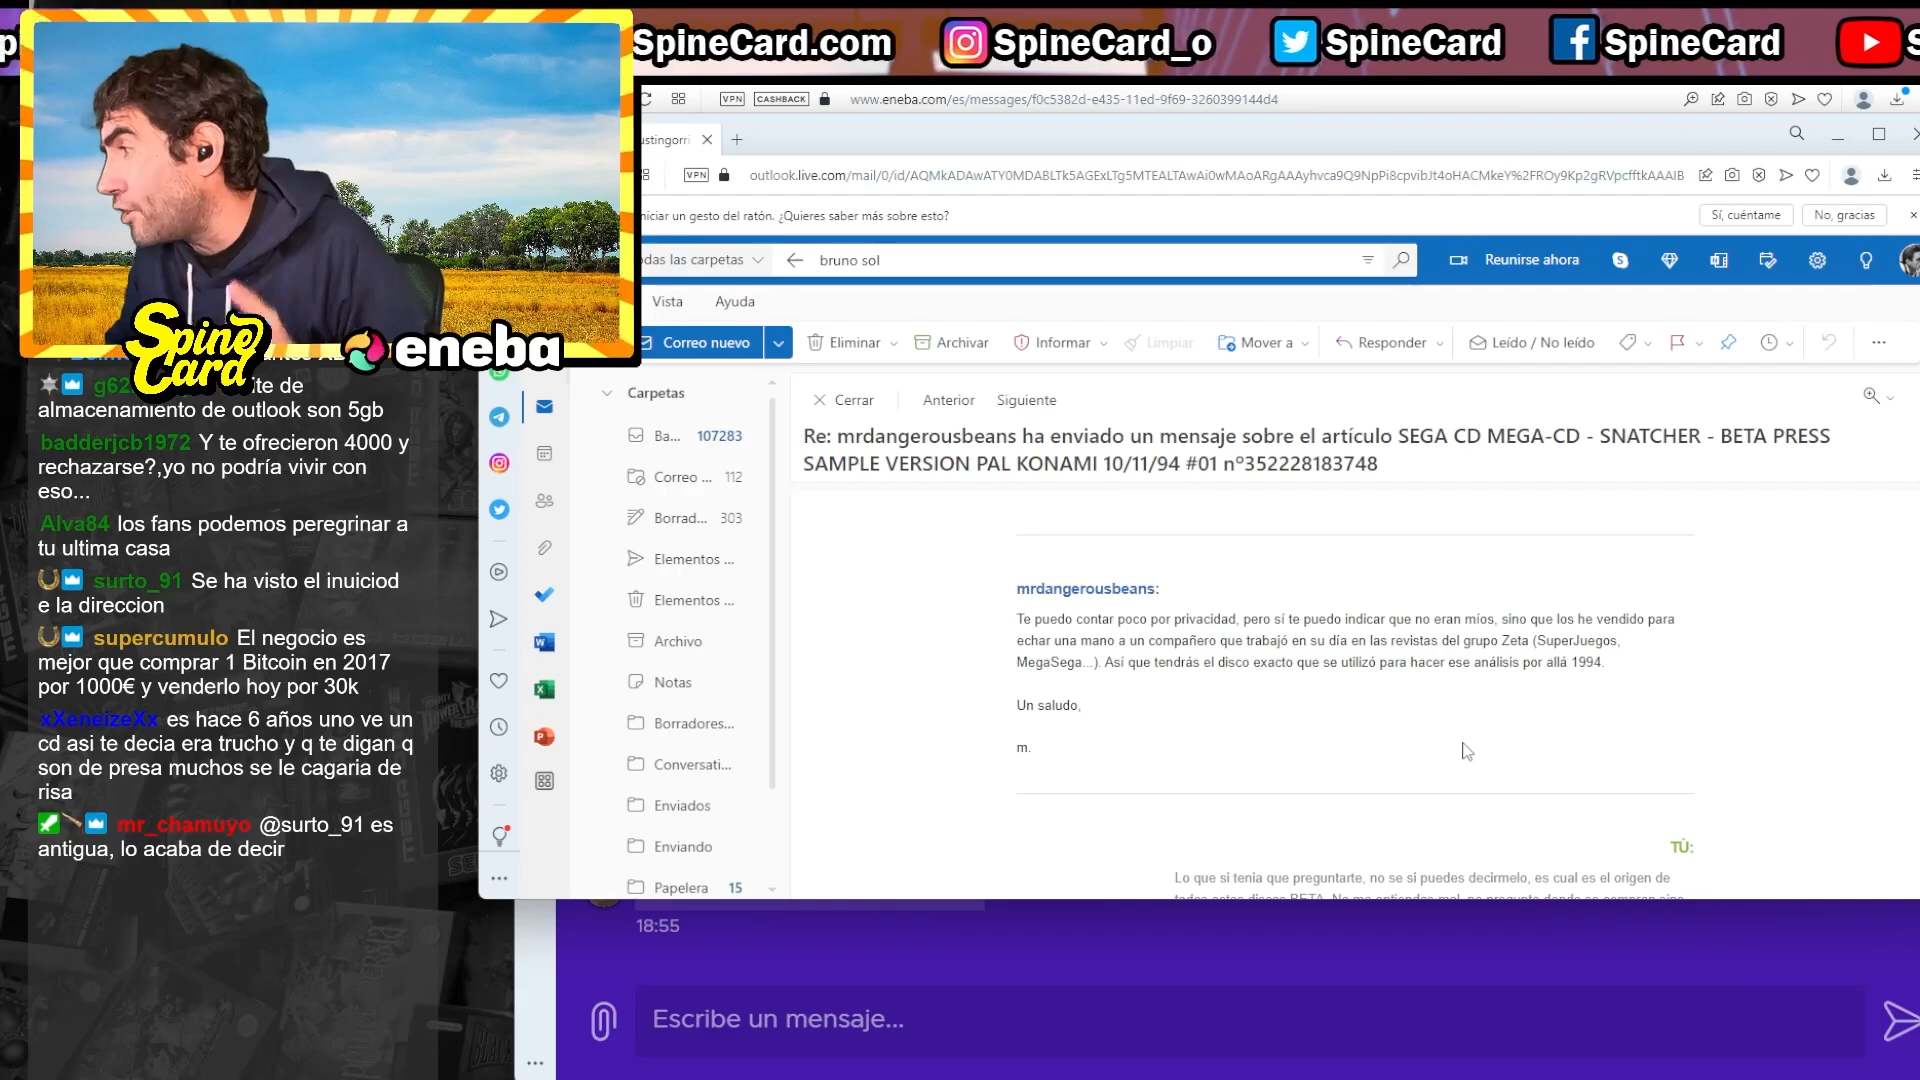 SpineCard.com
SpineCard_o
SpineCard
SpineCard
VPN
CASHBACK
www.eneba.com/es/messages/f0c5382d-e435-11ed-9f69-3260399144d4
ustingorri
VPN
outlook.live.com/mail/0/id/AQMkADAwATY0MDABLTk5AGExLTg5MTEALTAwAi0wMAoARgAAAyhvca9Q9NpPi8cpvibJt4oHACMkeY%2FROy9Kp2gRVpcfftkAAAIB
niciar un gesto del ratón. ¿Quieres saber más sobre esto?
Sí, cuéntame
No, gracias
odas las carpetas
bruno sol
Reunirse ahora
Vista
Ayuda
Correo nuevo
Eliminar
Archivar
Informar
Limpiar
Mover a
Responder
Leído / No leído
Spine
Card
eneba
ite de
almacenamiento de outlook son 5gb
badderjcb1972 Y te ofrecieron 4000 y
rechazarse?,yo no podría vivir con
eso...
Alva84 los fans podemos peregrinar a
tu ultima casa
surto_91 Se ha visto el inuiciod
e la direccion
supercumulo El negocio es
mejor que comprar 1 Bitcoin en 2017
por 1000€ y venderlo hoy por 30k
xXeneizeXx es hace 6 años uno ve un
cd asi te decia era trucho y q te digan q
son de presa muchos se le cagaria de
risa
mr_chamuyo @surto_91 es
antigua, lo acaba de decir
Carpetas
Ba... 107283
Correo ... 112
Borrad... 303
Elementos ...
Elementos ...
Archivo
Notas
Borradores...
Conversati...
Enviados
Enviando
Papelera 15
Cerrar
Anterior
Siguiente
Re: mrdangerousbeans ha enviado un mensaje sobre el artículo SEGA CD MEGA-CD - SNATCHER - BETA PRESS
SAMPLE VERSION PAL KONAMI 10/11/94 #01 nº352228183748
mrdangerousbeans:
Te puedo contar poco por privacidad, pero sí te puedo indicar que no eran míos, sino que los he vendido para
echar una mano a un compañero que trabajó en su día en las revistas del grupo Zeta (SuperJuegos,
MegaSega...). Así que tendrás el disco exacto que se utilizó para hacer ese análisis por allá 1994.
Un saludo,
m.
TÚ:
Lo que si tenia que preguntarte, no se si puedes decirmelo, es cual es el origen de
18:55
Escribe un mensaje...